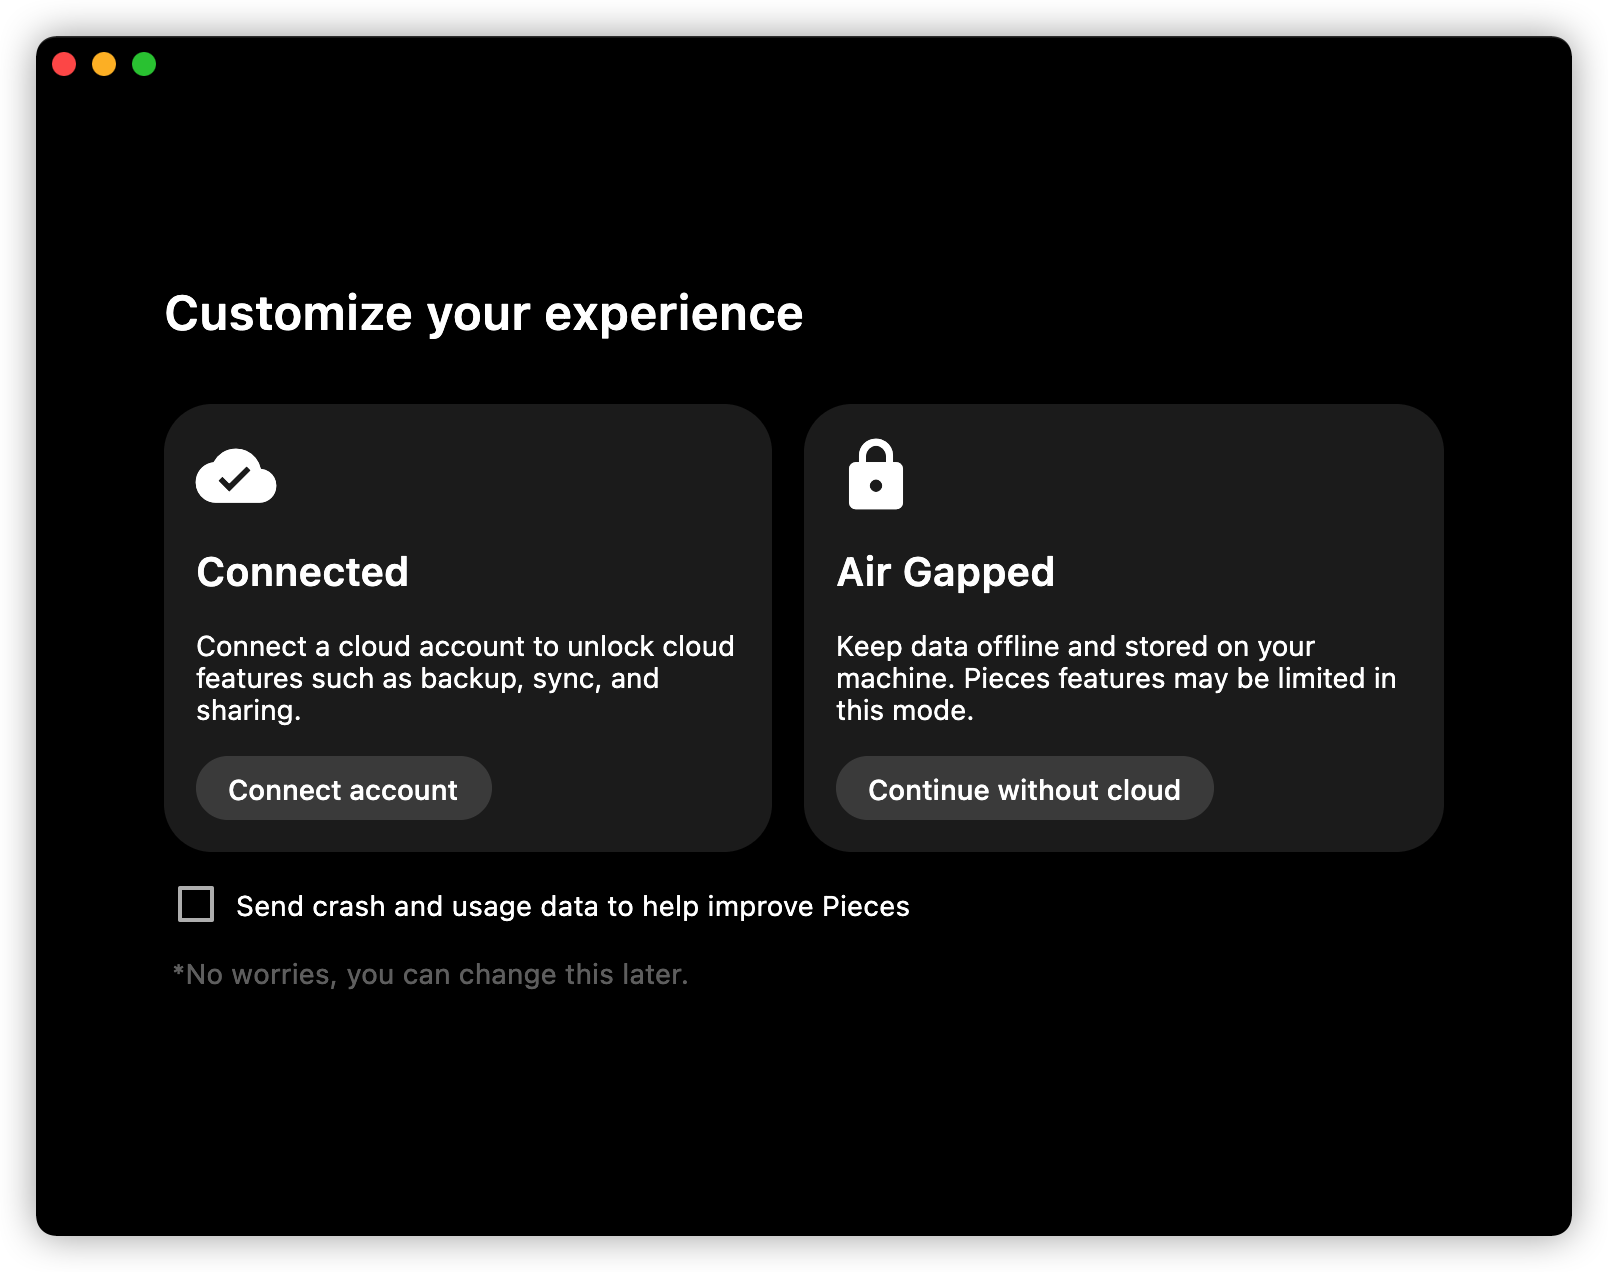 Customize your experience
Connected
Connect a cloud account to unlock cloud
features such as backup, sync, and
sharing.
Connect account
Air Gapped
Keep data offline and stored on your
machine. Pieces features may be limited in
this mode.
Continue without cloud
Send crash and usage data to help improve Pieces
*No worries, you can change this later.